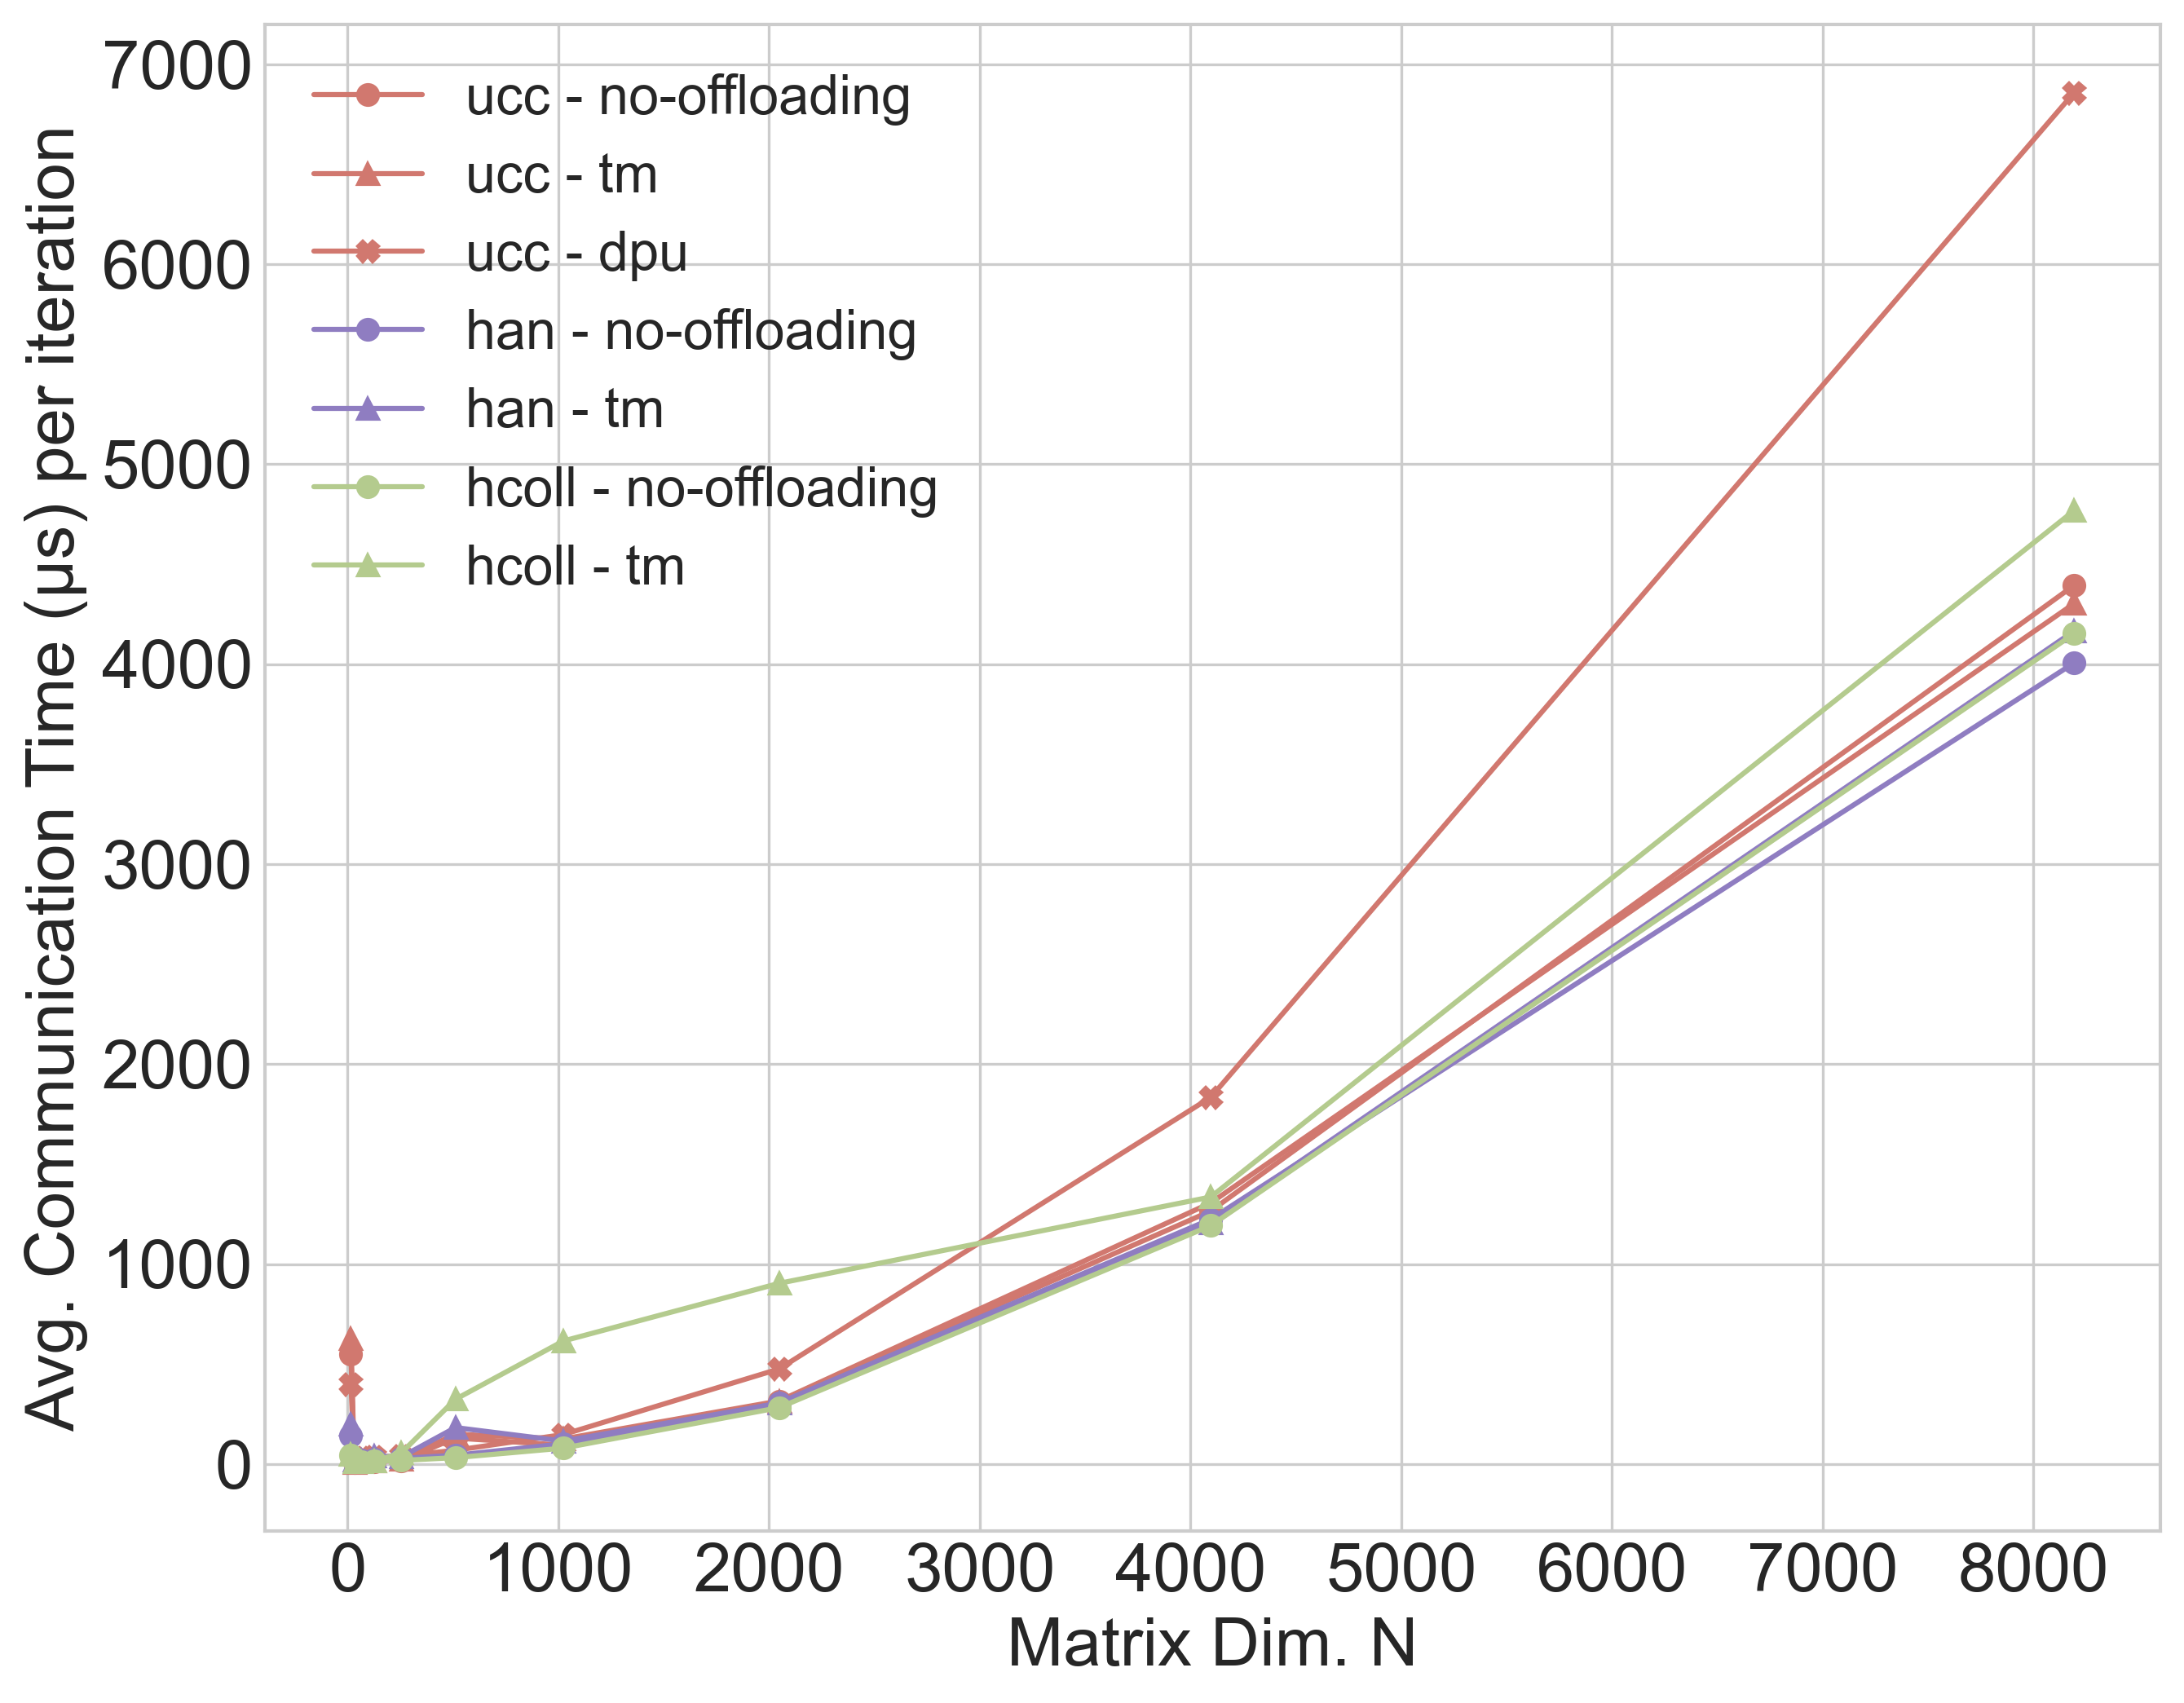 Avg. Communication Time (µs) per iteration
7000
6000
5000
4000
3000
2000
1000
0
ucc - no-offloading
ucc - tm
ucc - dpu
han - no-offloading
han - tm
hcoll - no-offloading
hcoll - tm
0 1000 2000 3000 4000 5000 6000 7000 8000
Matrix Dim. N